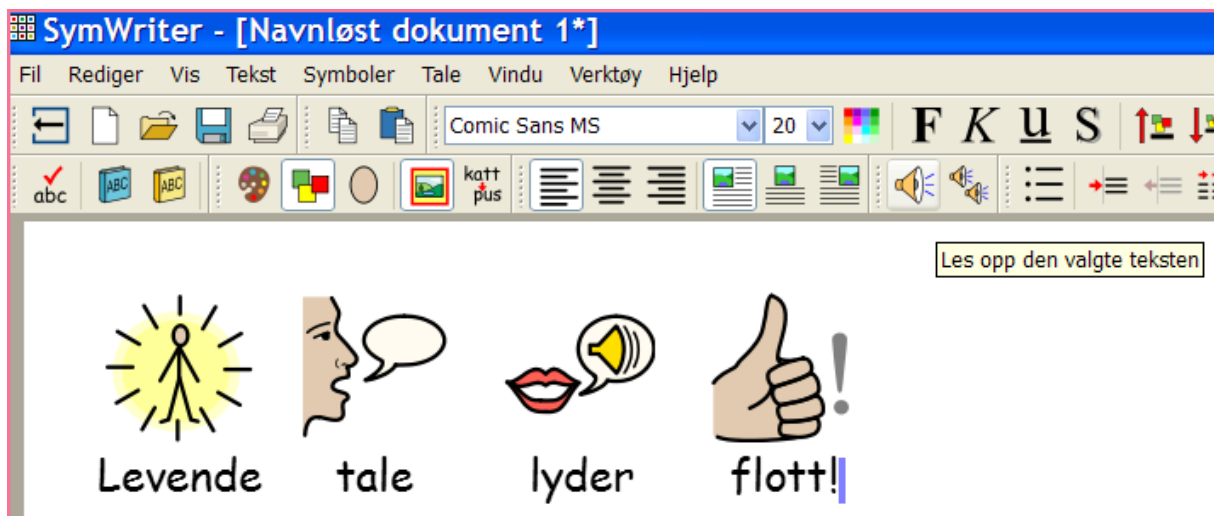 SymWriter - [Navnløst dokument 1*]
Fil Rediger Vis Tekst Symboler Tale Vindu Verktøy Hjelp
Comic Sans MS 20 F K u S
abc ABC ABC katt pus
Les opp den valgte teksten
Levende tale lyder flott!